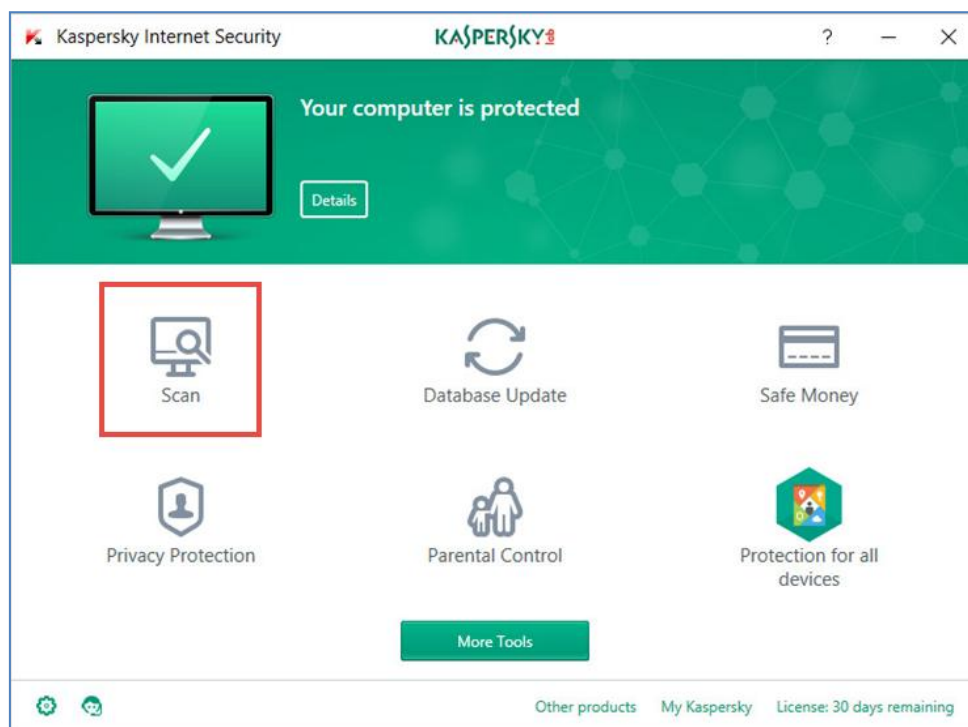 Kaspersky Internet Security
KASPERSKY lab
?
Your computer is protected
Details
Scan
Database Update
Safe Money
Privacy Protection
Parental Control
Protection for all
devices
More Tools
Other products
My Kaspersky
License: 30 days remaining